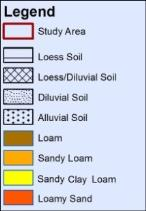 Legend
Study Area
Loess Soil
Loess/Diluvial Soil
Diluvial Soil
Alluvial Soil
Loam
Sandy Loam
Sandy Clay Loam
Loamy Sand